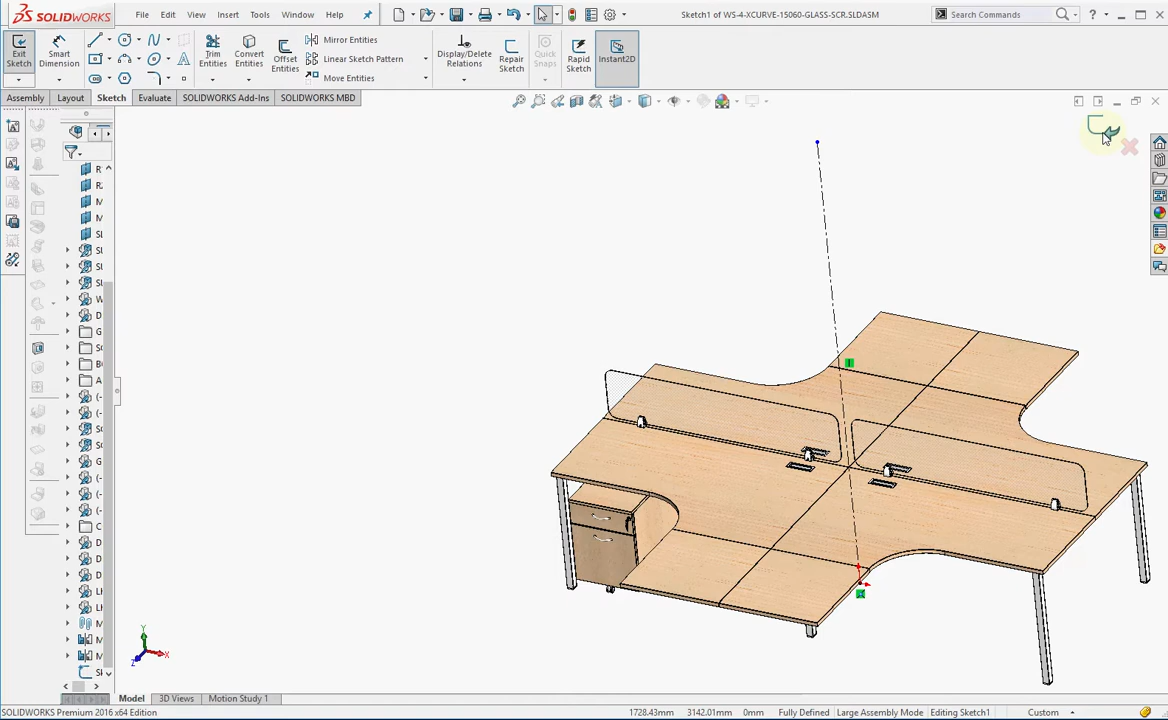 SOLIDWORKS File Edit View Insert Tools Window Help Sketch1 of WS-4-XCURVE-15060-GLASS-SCR.SLDASM Search Commands ?
Exit Sketch
Smart Dimension
Trim Entities
Convert Entities
Offset Entities
Mirror Entities
Linear Sketch Pattern
Move Entities
Display/Delete Relations
Repair Sketch
Quick Snaps
Rapid Sketch
Instant2D
Assembly Layout Sketch Evaluate SOLIDWORKS Add-Ins SOLIDWORKS MBD
Y
X
Z
Model 3D Views Motion Study 1
SOLIDWORKS Premium 2016 x64 Edition 1728.43mm 3142.01mm 0mm Fully Defined Large Assembly Mode Editing Sketch1 Custom